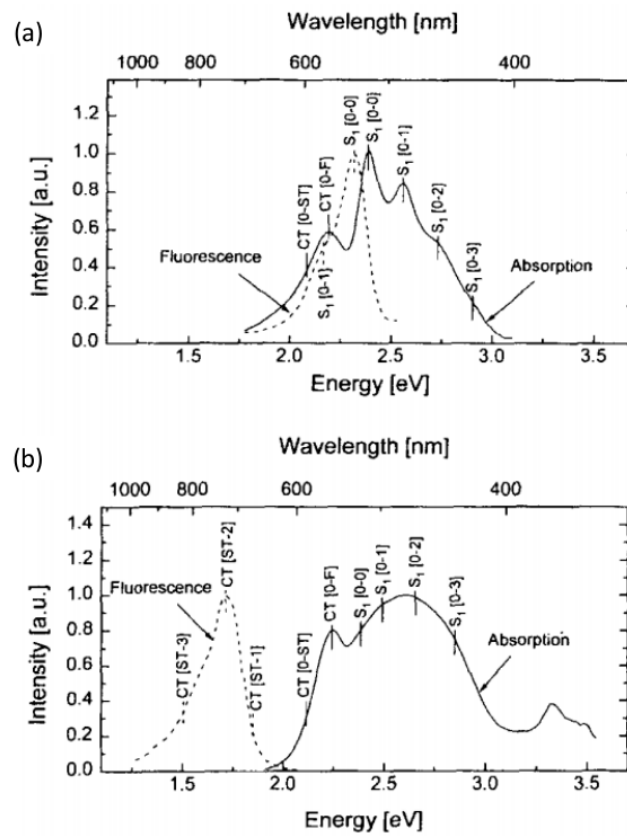 (a)
Wavelength [nm]
1000 800 600 400
Intensity [a.u.]
1.2
1.0
0.8
0.6
0.4
0.2
0.0
Fluorescence
CT [0-ST]
CT [0-F]
S₁ [0-1]
S₁ [0-0]
S₁ [0-0]
S₁ [0-1]
S₁ [0-2]
S₁ [0-3]
Absorption
1.5 2.0 2.5 3.0 3.5
Energy [eV]
(b)
Wavelength [nm]
1000 800 600 400
Intensity [a.u.]
1.4
1.2
1.0
0.8
0.6
0.4
0.2
0.0
Fluorescence
CT [ST-3]
CT [ST-2]
CT [ST-1]
CT [0-ST]
CT [0-F]
S₁ [0-0]
S₁ [0-1]
S₁ [0-2]
S₁ [0-3]
Absorption
1.5 2.0 2.5 3.0 3.5
Energy [eV]